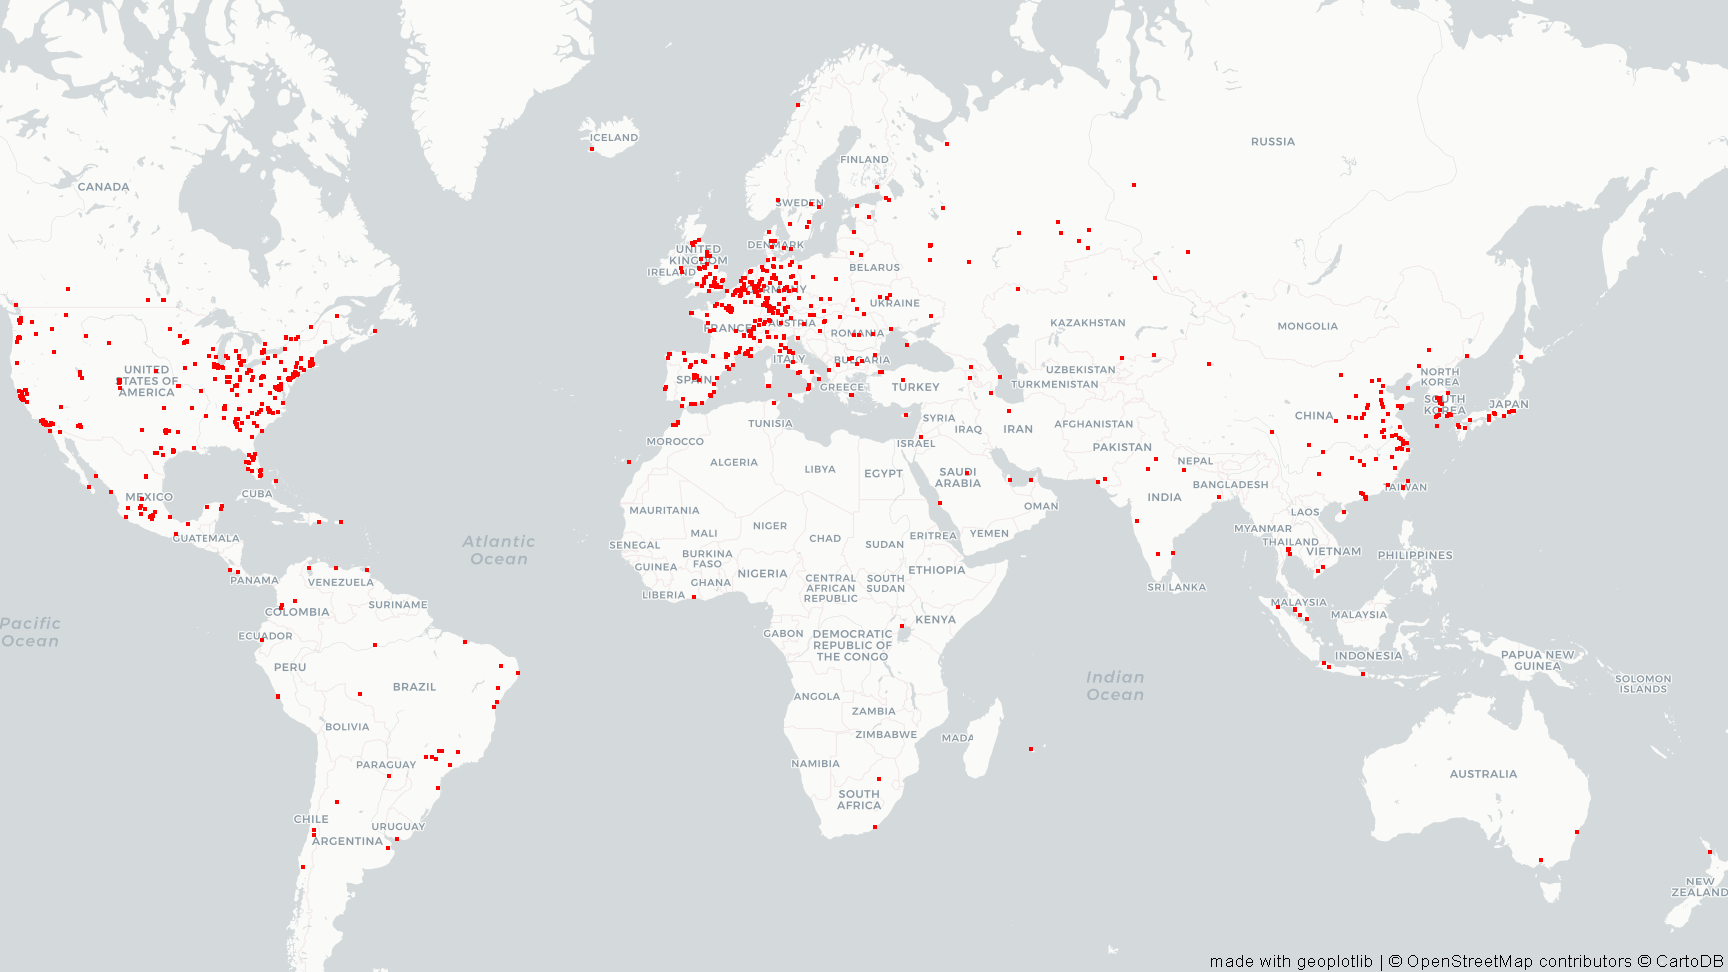 ICELAND
RUSSIA
FINLAND
CANADA
SWEDEN
DENMARK
UNITED
KINGDOM
IRELAND
BELARUS
GERMANY
UKRAINE
KAZAKHSTAN
MONGOLIA
FRANCE
AUSTRIA
ROMANIA
ITALY
BULGARIA
UNITED
STATES OF
AMERICA
SPAIN
GREECE
TURKEY
UZBEKISTAN
TURKMENISTAN
NORTH
KOREA
SOUTH
KOREA
JAPAN
CHINA
TUNISIA
SYRIA
IRAQ
IRAN
AFGHANISTAN
MOROCCO
ISRAEL
PAKISTAN
ALGERIA
LIBYA
EGYPT
SAUDI
ARABIA
NEPAL
BANGLADESH
TAIWAN
MEXICO
CUBA
INDIA
OMAN
MAURITANIA
LAOS
GUATEMALA
MALI
NIGER
CHAD
SUDAN
ERITREA
YEMEN
MYANMAR
THAILAND
VIETNAM
PHILIPPINES
Atlantic
Ocean
SENEGAL
BURKINA
FASO
GUINEA
GHANA
NIGERIA
CENTRAL
AFRICAN
REPUBLIC
SOUTH
SUDAN
ETHIOPIA
PANAMA
VENEZUELA
LIBERIA
SRI LANKA
COLOMBIA
SURINAME
MALAYSIA
MALAYSIA
Pacific
Ocean
ECUADOR
GABON
DEMOCRATIC
REPUBLIC OF
THE CONGO
KENYA
PERU
BRAZIL
INDONESIA
PAPUA NEW
GUINEA
Indian
Ocean
SOLOMON
ISLANDS
ANGOLA
ZAMBIA
BOLIVIA
ZIMBABWE
MADA
PARAGUAY
NAMIBIA
AUSTRALIA
SOUTH
AFRICA
CHILE
URUGUAY
ARGENTINA
NEW
ZEALAND
made with geoplotlib | © OpenStreetMap contributors © CartoDB